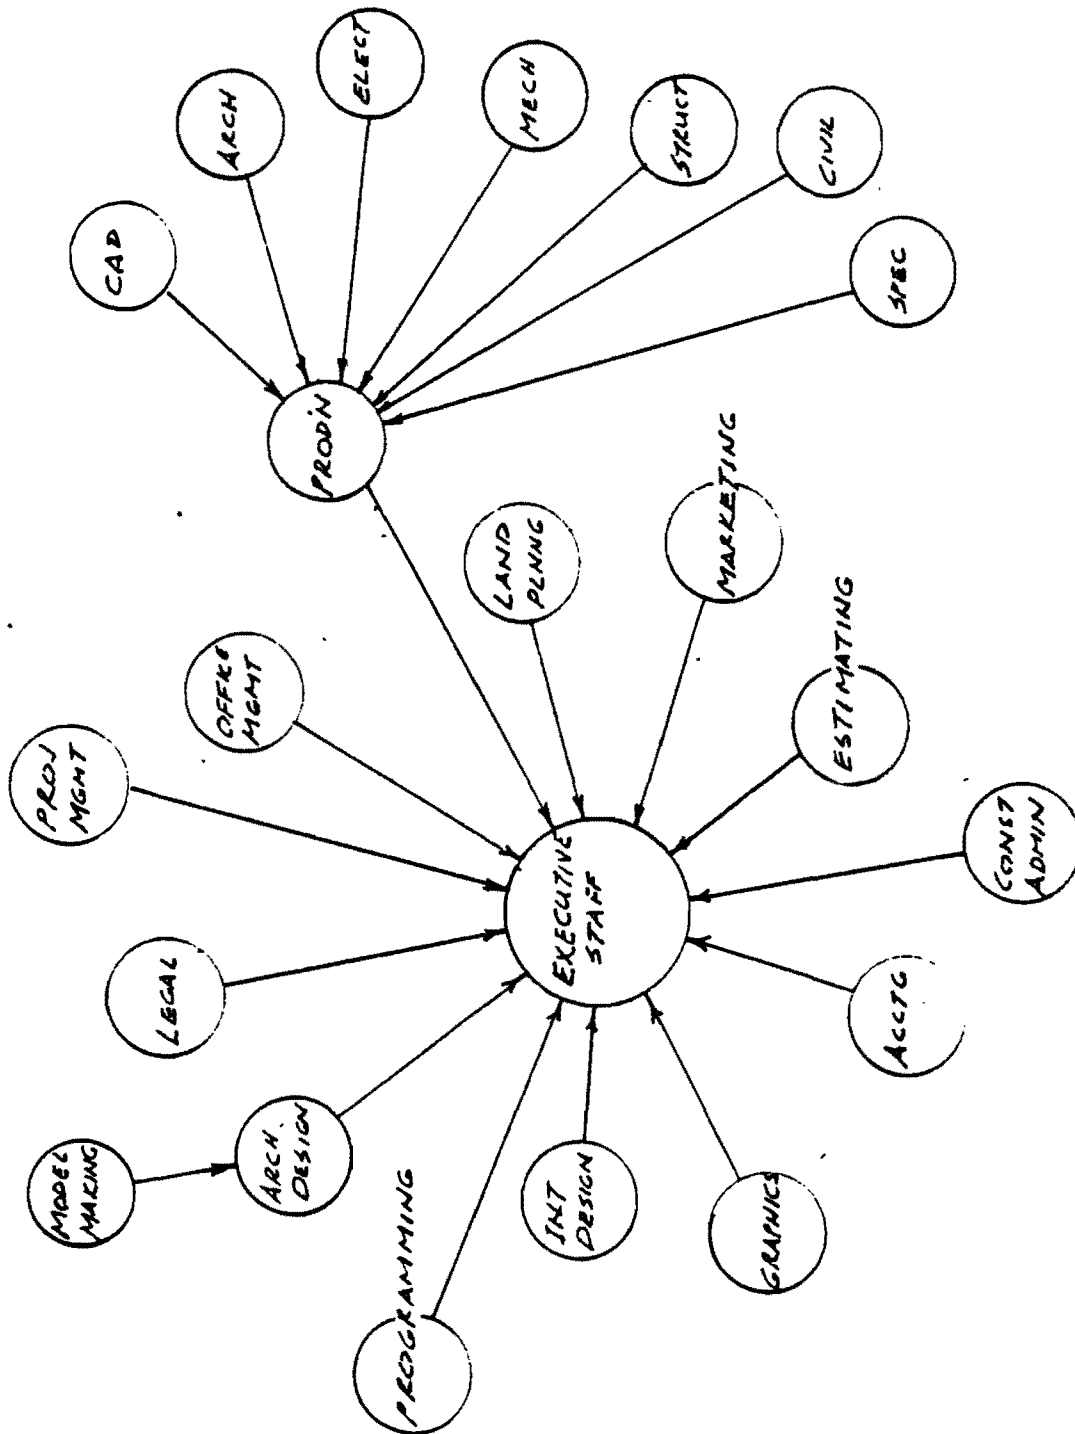 MODEL
MAKING
PROJ
MGMT
LEGAL
ARCH.
DESIGN
OFFICE
MGMT
CAD
ARCH
ELECT
PROD'N
MECH
STRUCT
CIVIL
SPEC
PROGRAMMING
EXECUTIVE
STAFF
LAND
PLNNG
INT
DESIGN
MARKETING
GRAPHICS
ESTIMATING
ACCTG
CONST
ADMIN